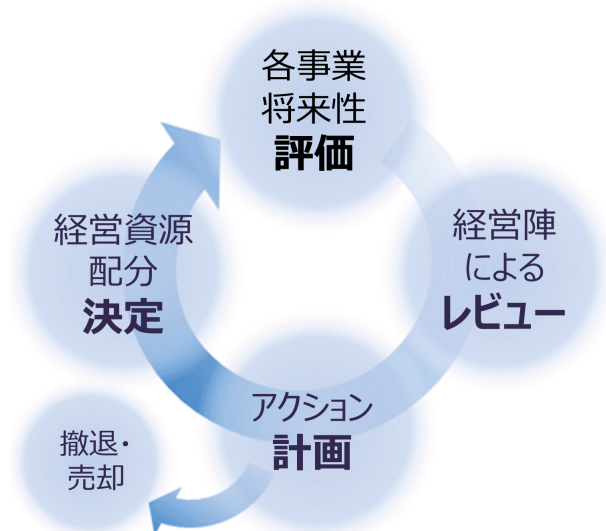 各事業
将来性
評価
経営陣
による
レビュー
アクション
計画
経営資源
配分
決定
撤退・
売却